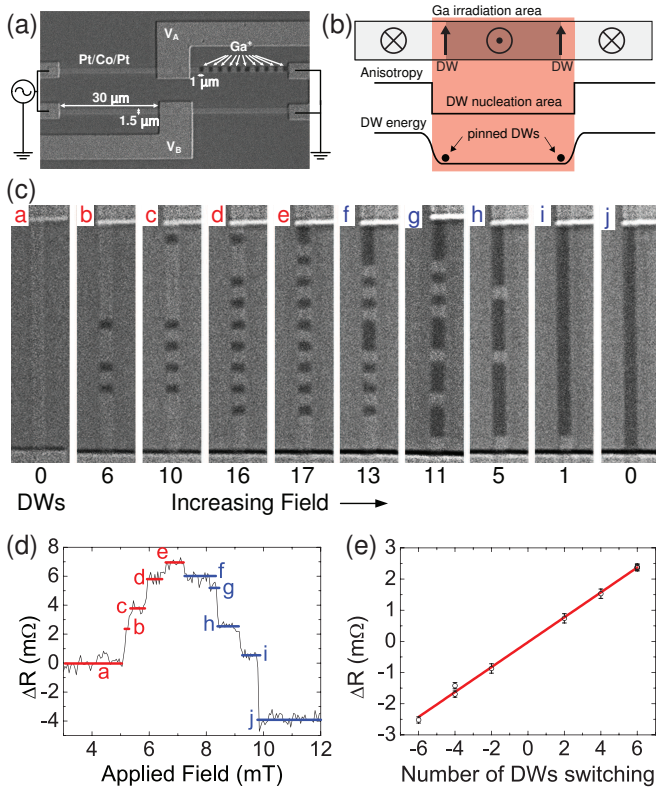 (a)
V_A
Pt/Co/Pt
Ga⁺
1 μm
30 μm
1.5 μm
V_B
(b)
Ga irradiation area
DW
DW
Anisotropy
DW nucleation area
DW energy
pinned DWs
(c)
a b c d e f g h i j
0 6 10 16 17 13 11 5 1 0
DWs Increasing Field
(d)
8
6
4
2
0
-2
-4
ΔR (mΩ)
a
b
c
d
e
f
g
h
i
j
4 6 8 10 12
Applied Field (mT)
(e)
3
2
1
0
-1
-2
-3
ΔR (mΩ)
-6 -4 -2 0 2 4 6
Number of DWs switching